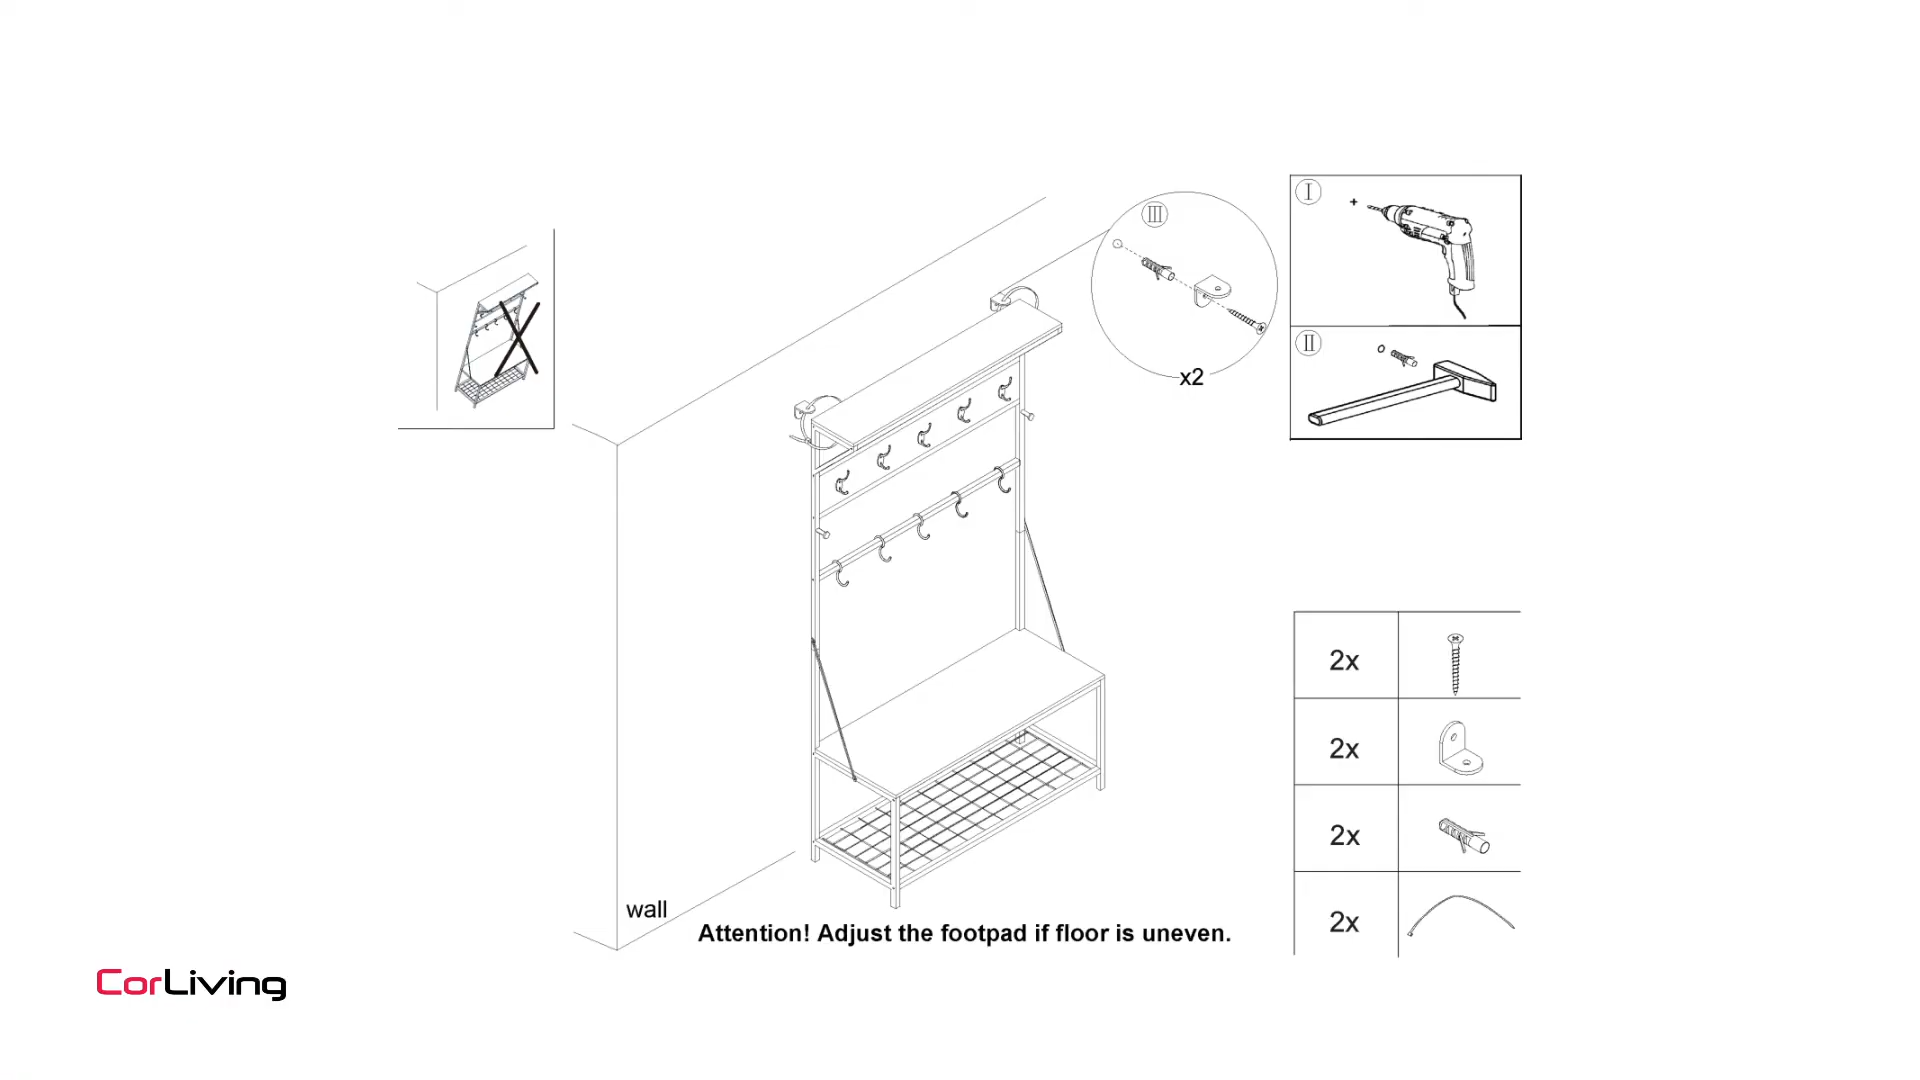 Ⅲ
x2
Ⅰ
Ⅱ
2x
2x
2x
2x
wall
Attention! Adjust the footpad if floor is uneven.
CorLiving